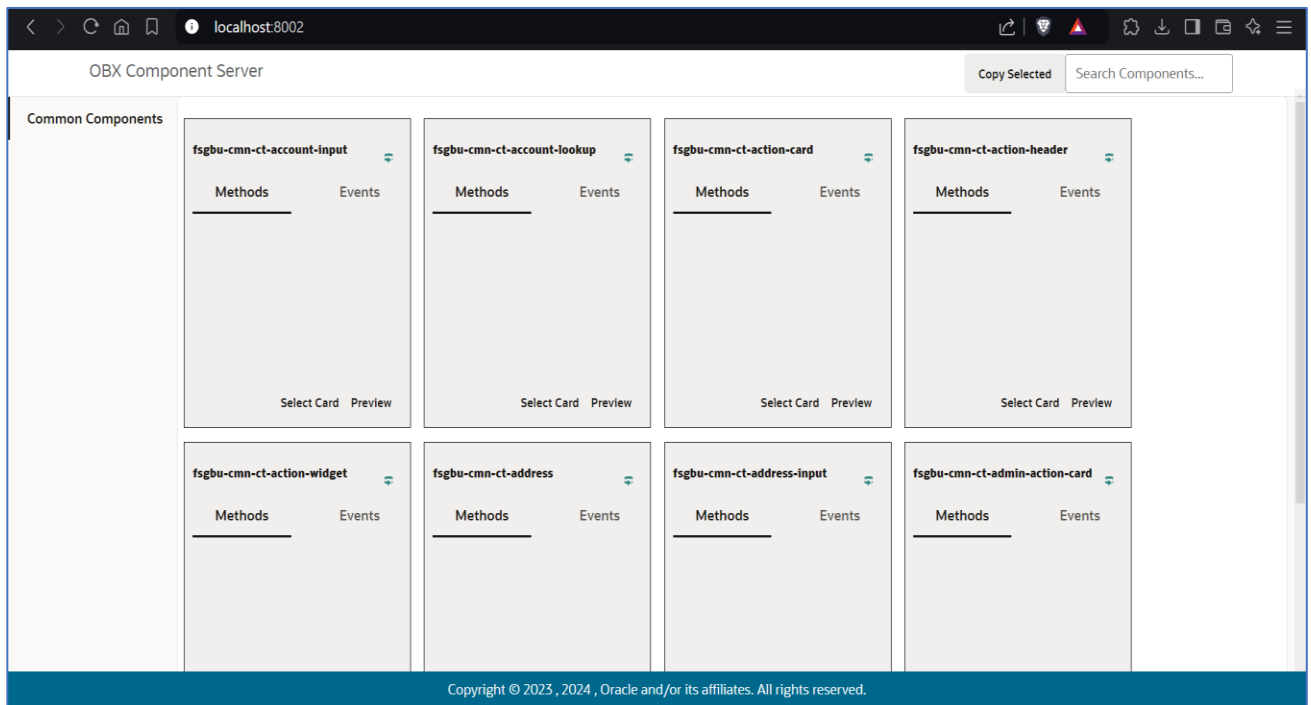 localhost:8002
OBX Component Server
Copy Selected
Search Components...
Common Components
fsgbu-cmn-ct-account-input
Methods Events
Select Card Preview
fsgbu-cmn-ct-account-lookup
Methods Events
Select Card Preview
fsgbu-cmn-ct-action-card
Methods Events
Select Card Preview
fsgbu-cmn-ct-action-header
Methods Events
Select Card Preview
fsgbu-cmn-ct-action-widget
Methods Events
fsgbu-cmn-ct-address
Methods Events
fsgbu-cmn-ct-address-input
Methods Events
fsgbu-cmn-ct-admin-action-card
Methods Events
Copyright © 2023 , 2024 , Oracle and/or its affiliates. All rights reserved.